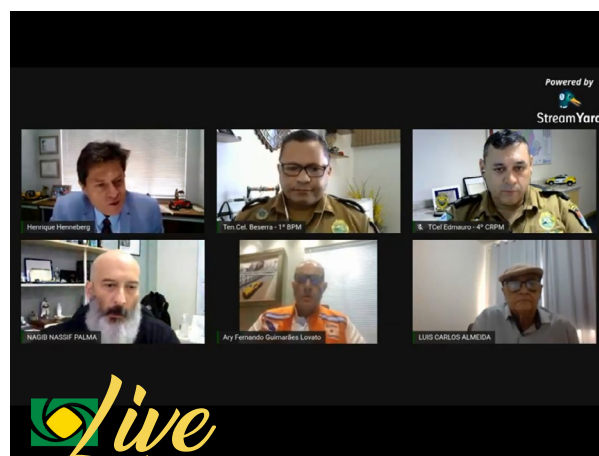 Powered by
StreamYard
Henrique Henneberg
Ten.Cel. Beserra - 1º BPM
TCel Edmauro - 4º CRPM
NAGIB NASSIF PALMA
Ary Fernando Guimarães Lovato
LUIS CARLOS ALMEIDA
Live